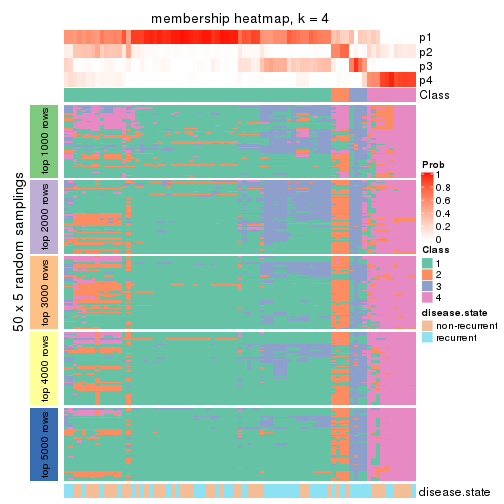 membership heatmap, k = 4
p1
p2
p3
p4
Class
50 x 5 random samplings
top 1000 rows
top 2000 rows
top 3000 rows
top 4000 rows
top 5000 rows
disease.state
Prob
1
0.8
0.6
0.4
0.2
0
Class
1
2
3
4
disease.state
non-recurrent
recurrent